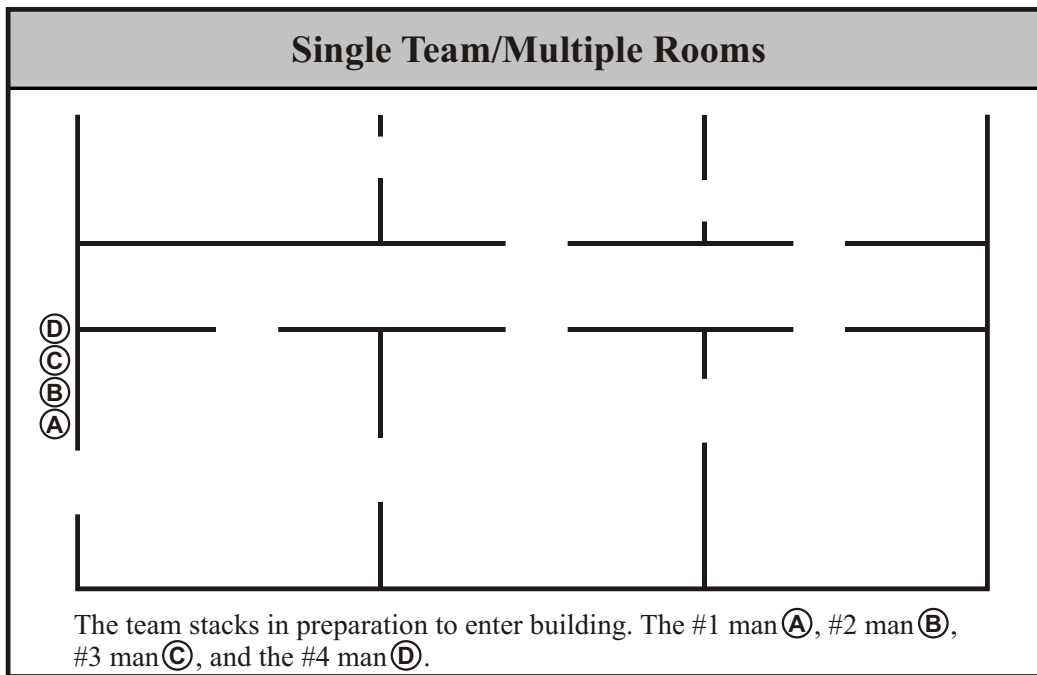 Single Team/Multiple Rooms
D
C
B
A
The team stacks in preparation to enter building. The #1 man A, #2 man B,
#3 man C, and the #4 man D.